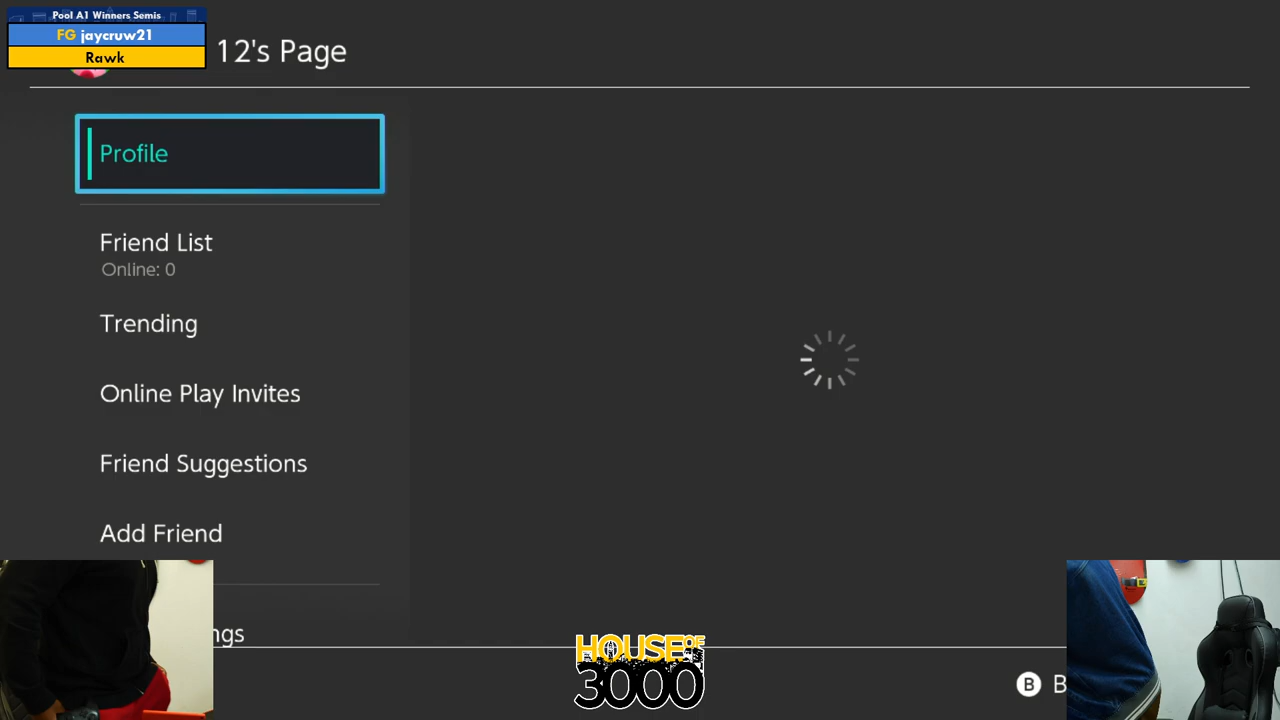 Pool A1 Winners Semis
FG jaycruw21
Rawk
12's Page
Profile
Friend List
Online: 0
Trending
Online Play Invites
Friend Suggestions
Add Friend
ngs
HOUSE OF
3000
B B